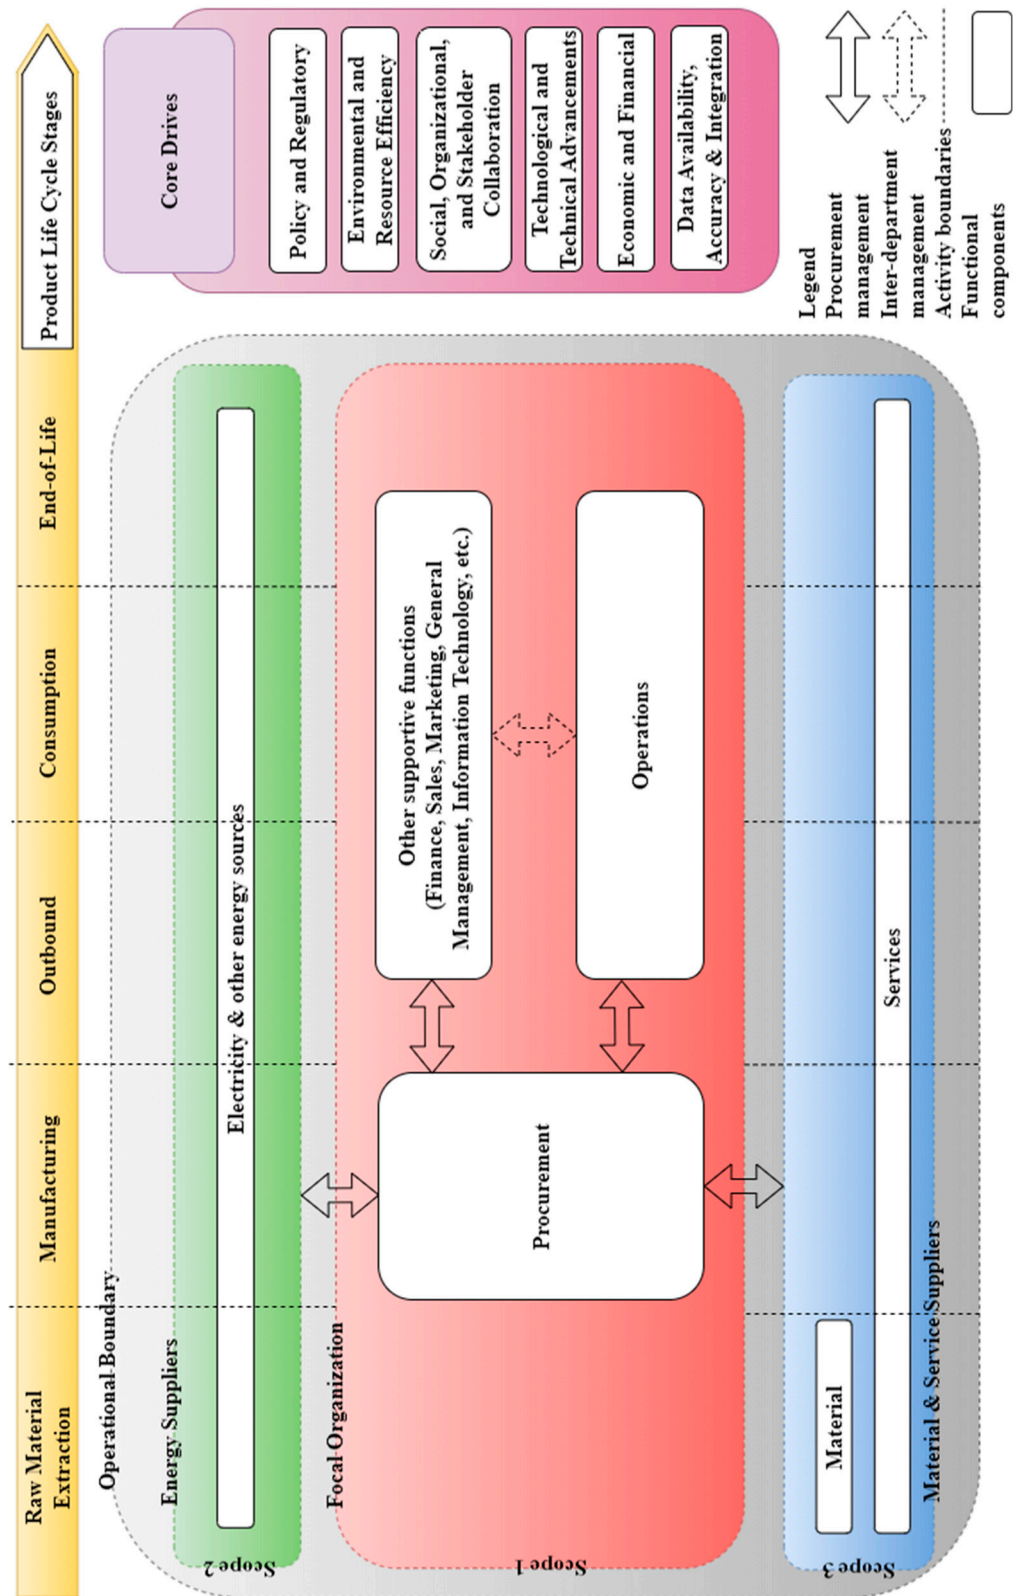 Raw Material
Extraction
Manufacturing
Outbound
Consumption
End-of-Life
Product Life Cycle Stages
Operational Boundary
Energy Suppliers
Scope 2
Electricity & other energy sources
Focal Organization
Scope 1
Procurement
Other supportive functions
(Finance, Sales, Marketing, General
Management, Information Technology, etc.)
Operations
Scope 3
Material
Services
Material & Service Suppliers
Core Drives
Policy and Regulatory
Environmental and
Resource Efficiency
Social, Organizational,
and Stakeholder
Collaboration
Technological and
Technical Advancements
Economic and Financial
Data Availability,
Accuracy & Integration
Legend
Procurement
management
Inter-department
management
Activity boundaries
Functional
components